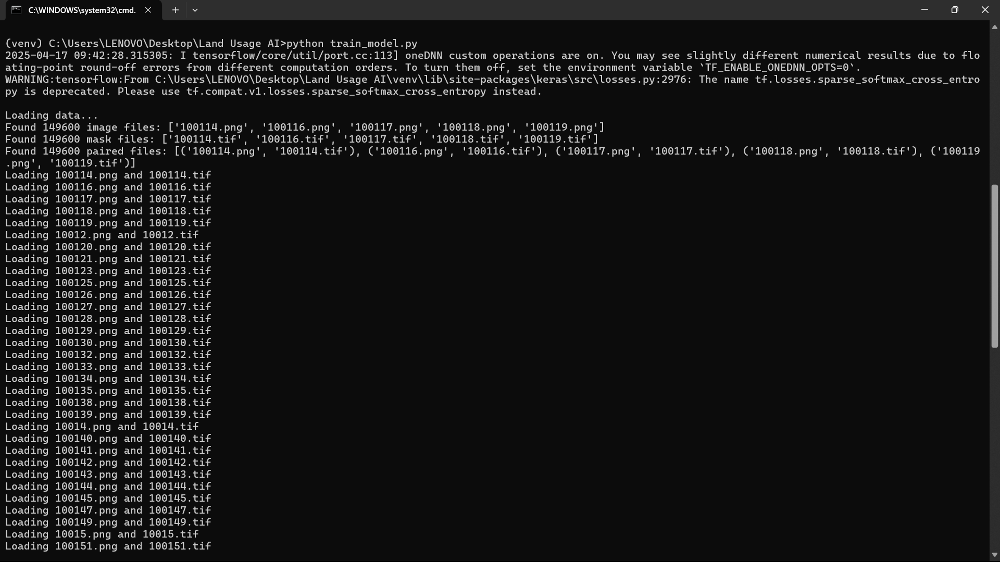 C:\WINDOWS\system32\cmd.
(venv) C:\Users\LENOVO\Desktop\Land Usage AI>python train_model.py
2025-04-17 09:42:28.315305: I tensorflow/core/util/port.cc:113] oneDNN custom operations are on. You may see slightly different numerical results due to flo
ating-point round-off errors from different computation orders. To turn them off, set the environment variable `TF_ENABLE_ONEDNN_OPTS=0`.
WARNING:tensorflow:From C:\Users\LENOVO\Desktop\Land Usage AI\venv\lib\site-packages\keras\src\losses.py:2976: The name tf.losses.sparse_softmax_cross_entro
py is deprecated. Please use tf.compat.v1.losses.sparse_softmax_cross_entropy instead.
Loading data...
Found 149600 image files: ['100114.png', '100116.png', '100117.png', '100118.png', '100119.png']
Found 149600 mask files: ['100114.tif', '100116.tif', '100117.tif', '100118.tif', '100119.tif']
Found 149600 paired files: [('100114.png', '100114.tif'), ('100116.png', '100116.tif'), ('100117.png', '100117.tif'), ('100118.png', '100118.tif'), ('100119
.png', '100119.tif')]
Loading 100114.png and 100114.tif
Loading 100116.png and 100116.tif
Loading 100117.png and 100117.tif
Loading 100118.png and 100118.tif
Loading 100119.png and 100119.tif
Loading 10012.png and 10012.tif
Loading 100120.png and 100120.tif
Loading 100121.png and 100121.tif
Loading 100123.png and 100123.tif
Loading 100125.png and 100125.tif
Loading 100126.png and 100126.tif
Loading 100127.png and 100127.tif
Loading 100128.png and 100128.tif
Loading 100129.png and 100129.tif
Loading 100130.png and 100130.tif
Loading 100132.png and 100132.tif
Loading 100133.png and 100133.tif
Loading 100134.png and 100134.tif
Loading 100135.png and 100135.tif
Loading 100138.png and 100138.tif
Loading 100139.png and 100139.tif
Loading 10014.png and 10014.tif
Loading 100140.png and 100140.tif
Loading 100141.png and 100141.tif
Loading 100142.png and 100142.tif
Loading 100143.png and 100143.tif
Loading 100144.png and 100144.tif
Loading 100145.png and 100145.tif
Loading 100147.png and 100147.tif
Loading 100149.png and 100149.tif
Loading 10015.png and 10015.tif
Loading 100151.png and 100151.tif